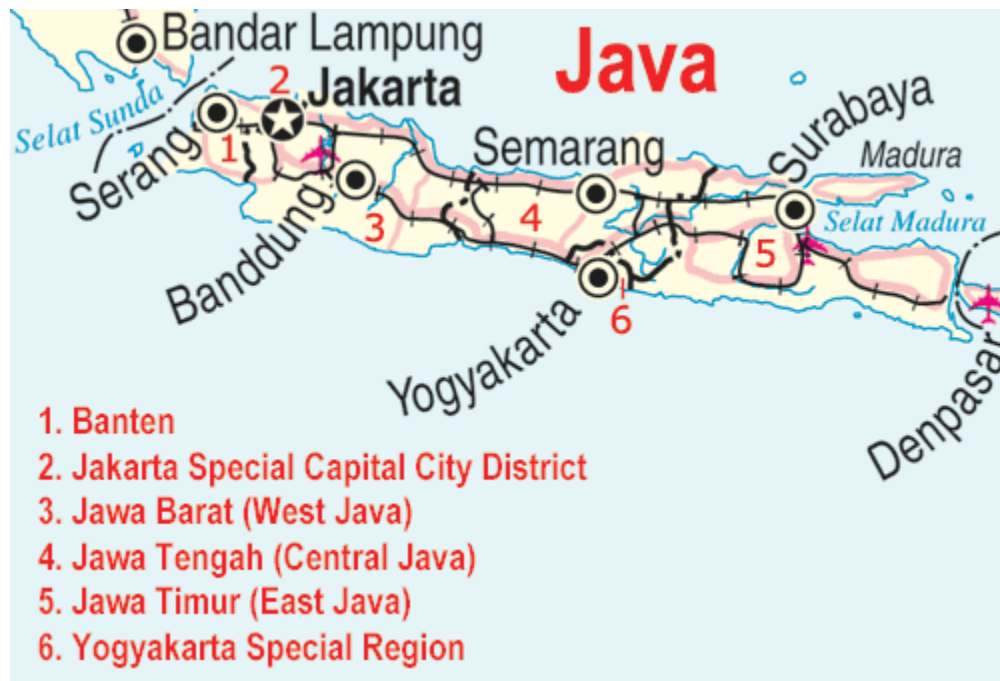 Bandar Lampung
Java
2
Jakarta
Selat Sunda
Surabaya
Semarang
Madura
Serang
1
Banddung
3
4
5
Selat Madura
Yogyakarta
6
Denpasar
1. Banten
2. Jakarta Special Capital City District
3. Jawa Barat (West Java)
4. Jawa Tengah (Central Java)
5. Jawa Timur (East Java)
6. Yogyakarta Special Region